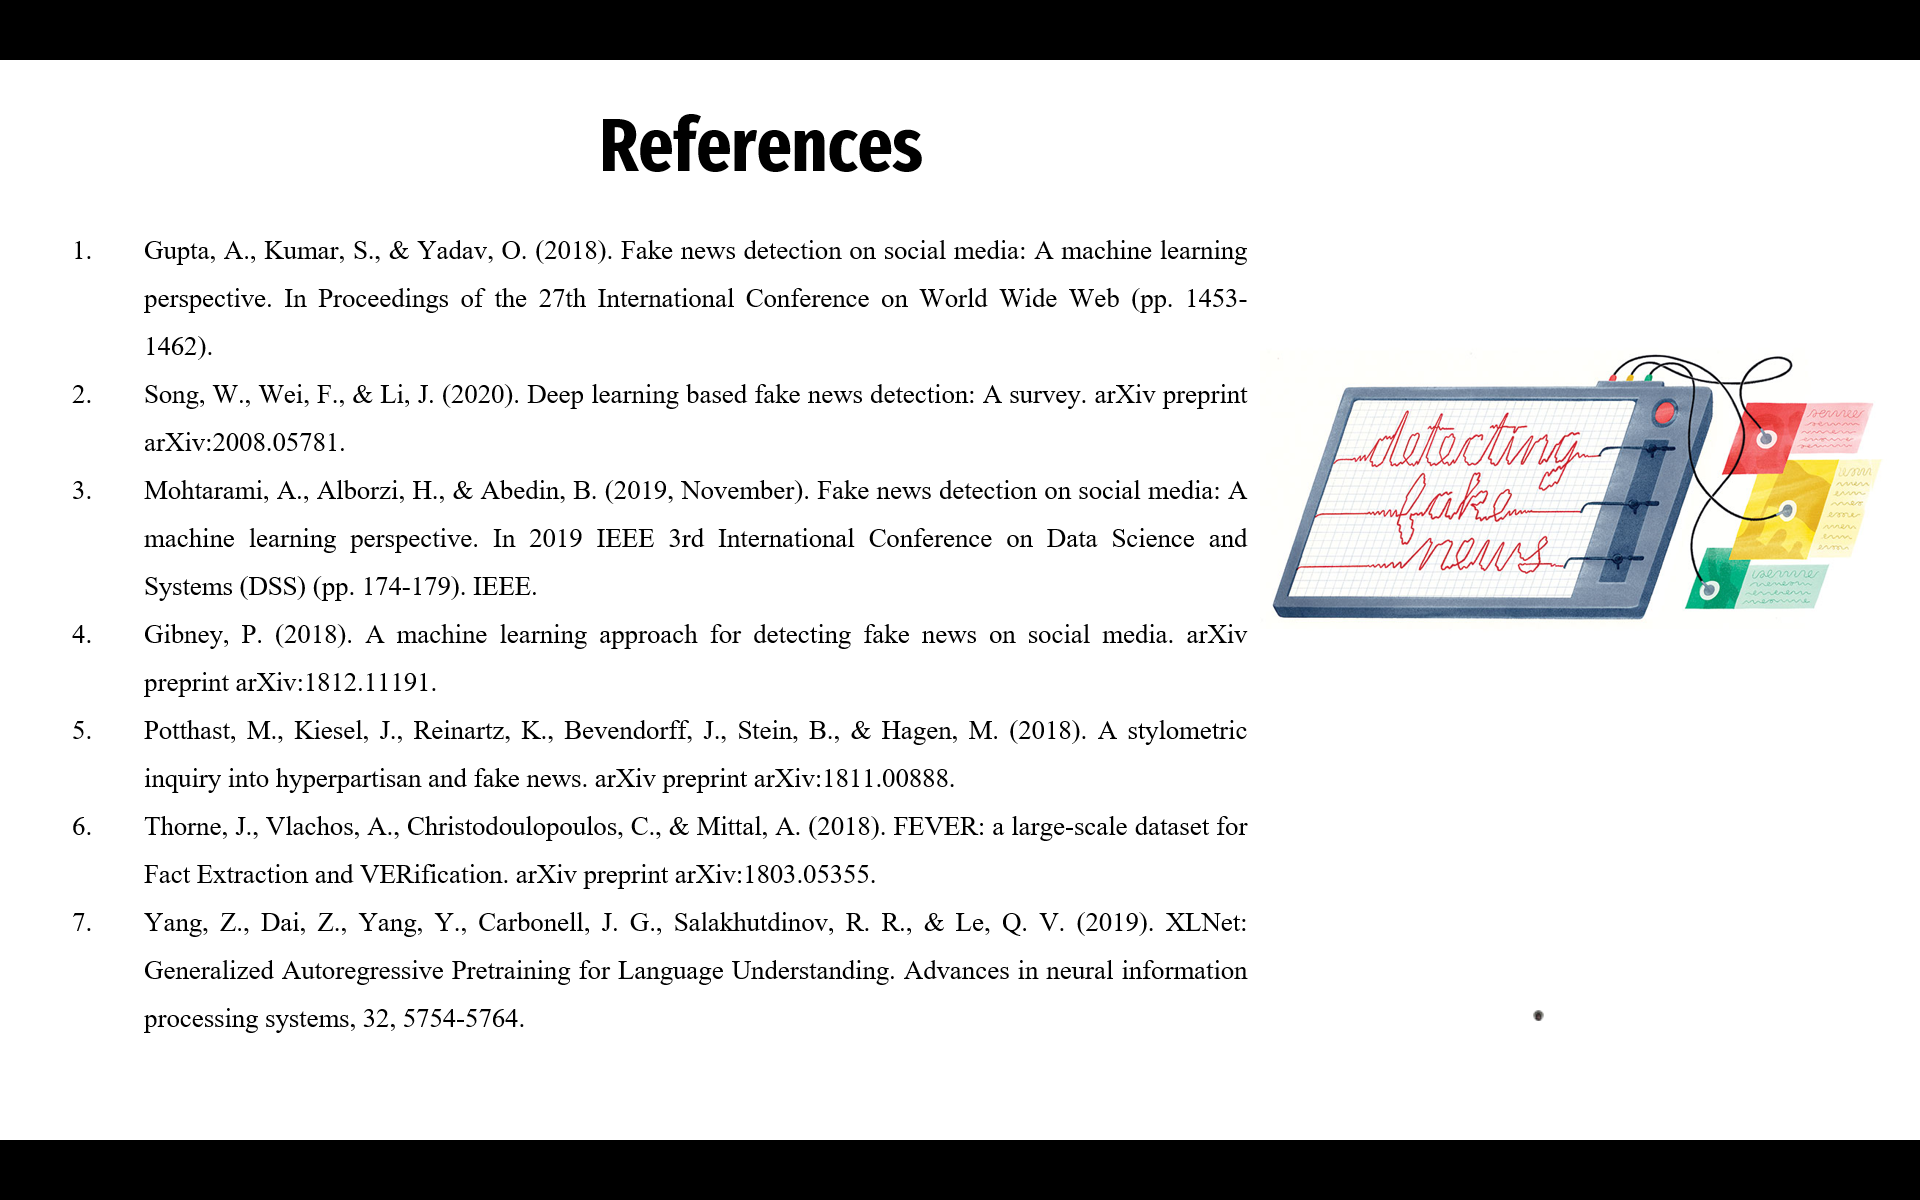 References
1. Gupta, A., Kumar, S., & Yadav, O. (2018). Fake news detection on social media: A machine learning
perspective. In Proceedings of the 27th International Conference on World Wide Web (pp. 1453-
1462).
2. Song, W., Wei, F., & Li, J. (2020). Deep learning based fake news detection: A survey. arXiv preprint
arXiv:2008.05781.
3. Mohtarami, A., Alborzi, H., & Abedin, B. (2019, November). Fake news detection on social media: A
machine learning perspective. In 2019 IEEE 3rd International Conference on Data Science and
Systems (DSS) (pp. 174-179). IEEE.
4. Gibney, P. (2018). A machine learning approach for detecting fake news on social media. arXiv
preprint arXiv:1812.11191.
5. Potthast, M., Kiesel, J., Reinartz, K., Bevendorff, J., Stein, B., & Hagen, M. (2018). A stylometric
inquiry into hyperpartisan and fake news. arXiv preprint arXiv:1811.00888.
6. Thorne, J., Vlachos, A., Christodoulopoulos, C., & Mittal, A. (2018). FEVER: a large-scale dataset for
Fact Extraction and VERification. arXiv preprint arXiv:1803.05355.
7. Yang, Z., Dai, Z., Yang, Y., Carbonell, J. G., Salakhutdinov, R. R., & Le, Q. V. (2019). XLNet:
Generalized Autoregressive Pretraining for Language Understanding. Advances in neural information
processing systems, 32, 5754-5764.
detecting
fake
news